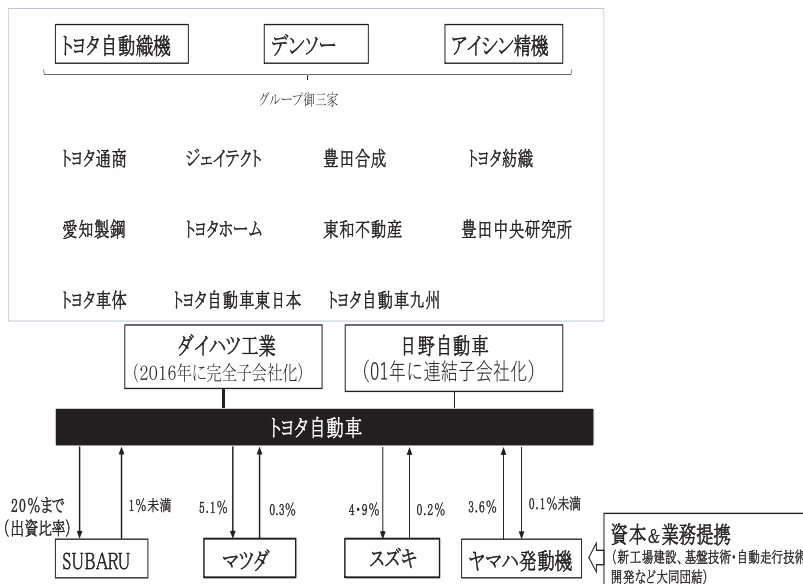 トヨタ自動織機 デンソー アイシン精機
グループ御三家
トヨタ通商 ジェイテクト 豊田合成 トヨタ紡織
愛知製鋼 トヨタホーム 東和不動産 豊田中央研究所
トヨタ車体 トヨタ自動車東日本 トヨタ自動車九州
ダイハツ工業
(2016年に完全子会社化)
日野自動車
(01年に連結子会社化)
トヨタ自動車
20%まで
(出資比率)
1%未満
5.1%
0.3%
4・9%
0.2%
3.6%
0.1%未満
SUBARU マツダ スズキ ヤマハ発動機
資本&業務提携
(新工場建設、基盤技術・自動走行技術
開発など大同団結)